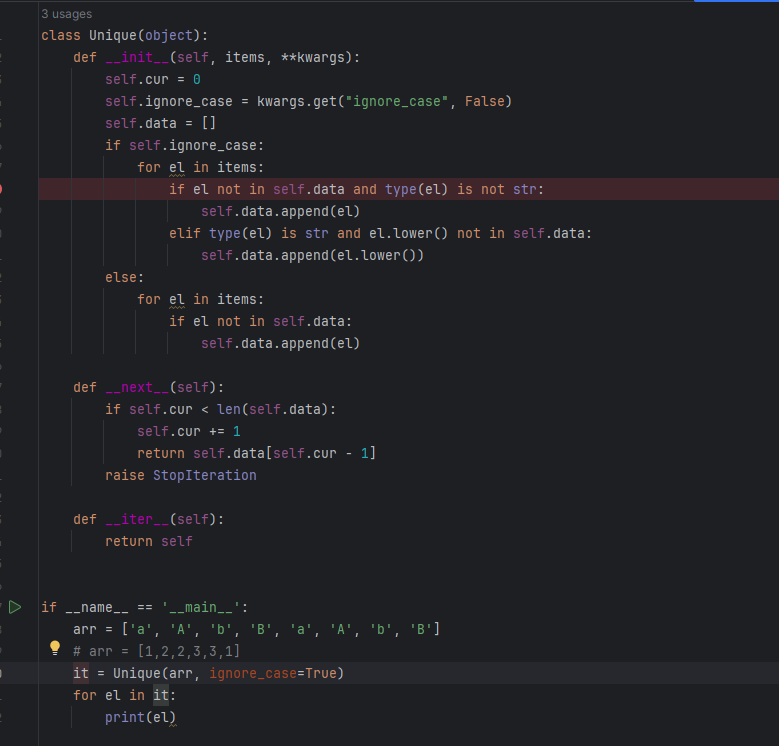 3 usages
class Unique(object):
    def __init__(self, items, **kwargs):
        self.cur = 0
        self.ignore_case = kwargs.get("ignore_case", False)
        self.data = []
        if self.ignore_case:
            for el in items:
                if el not in self.data and type(el) is not str:
                    self.data.append(el)
                elif type(el) is str and el.lower() not in self.data:
                    self.data.append(el.lower())
        else:
            for el in items:
                if el not in self.data:
                    self.data.append(el)
    def __next__(self):
        if self.cur < len(self.data):
            self.cur += 1
            return self.data[self.cur - 1]
        raise StopIteration
    def __iter__(self):
        return self
if __name__ == '__main__':
    arr = ['a', 'A', 'b', 'B', 'a', 'A', 'b', 'B']
    # arr = [1,2,2,3,3,1]
    it = Unique(arr, ignore_case=True)
    for el in it:
        print(el)